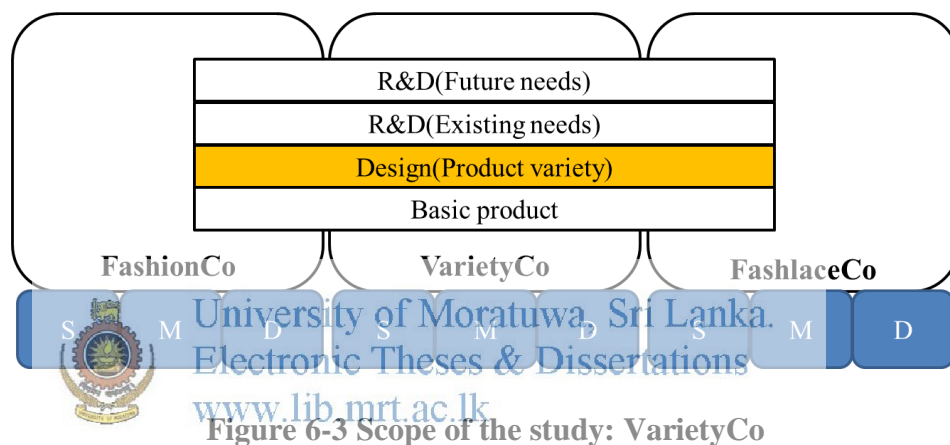 R&D(Future needs)
R&D(Existing needs)
Design(Product variety)
Basic product
FashionCo VarietyCo FashlaceCo
S M D S M D S M D
University of Moratuwa, Sri Lanka.
Electronic Theses & Dissertations
www.lib.mrt.ac.lk
Figure 6-3 Scope of the study: VarietyCo